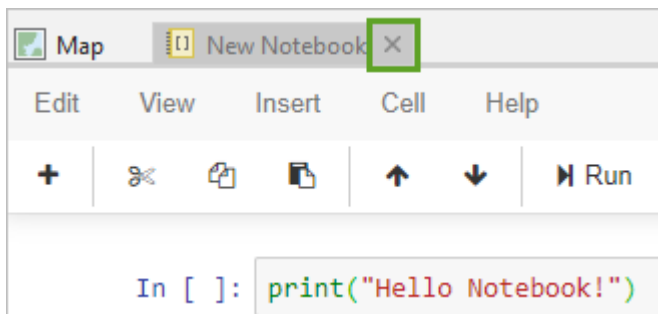 Map New Notebook
Edit View Insert Cell Help
Run
In [ ]: print("Hello Notebook!")